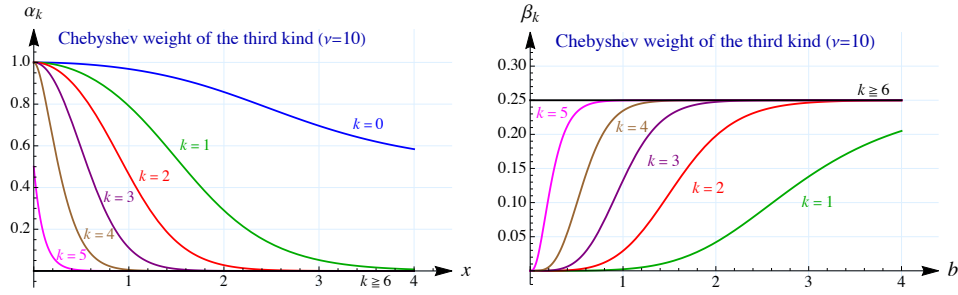 α_k
Chebyshev weight of the third kind (ν=10)
1.0
0.8
0.6
0.4
0.2
k = 0
k = 1
k = 2
k = 3
k = 4
k = 5
k ≧ 6
1
2
3
4
x
β_k
Chebyshev weight of the third kind (ν=10)
0.30
0.25
0.20
0.15
0.10
0.05
k ≧ 6
k = 5
k = 4
k = 3
k = 2
k = 1
0
1
2
3
4
b